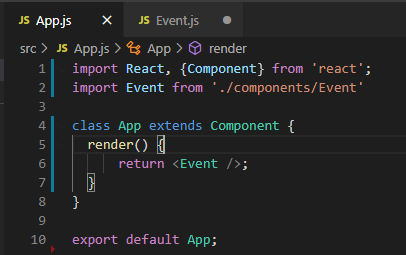 JS App.js JS Event.js
src > JS App.js > App > render
1 import React, {Component} from 'react';
2 import Event from './components/Event'
3
4 class App extends Component {
5 render() {
6 return <Event />;
7 }
8 }
9
10 export default App;